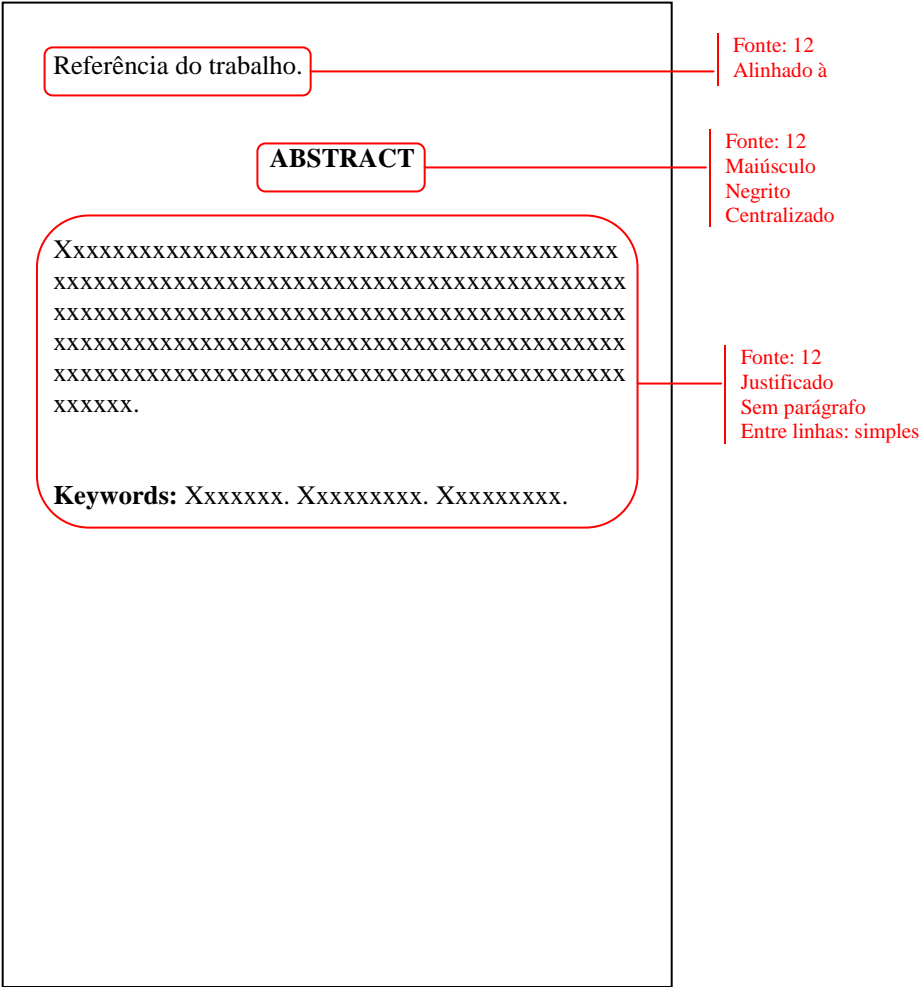 Referência do trabalho.
Fonte: 12
Alinhado à
ABSTRACT
Fonte: 12
Maiúsculo
Negrito
Centralizado
Xxxxxxxxxxxxxxxxxxxxxxxxxxxxxxxxxxxxxxxxxx
xxxxxxxxxxxxxxxxxxxxxxxxxxxxxxxxxxxxxxxxxxx
xxxxxxxxxxxxxxxxxxxxxxxxxxxxxxxxxxxxxxxxxxx
xxxxxxxxxxxxxxxxxxxxxxxxxxxxxxxxxxxxxxxxxxx
xxxxxxxxxxxxxxxxxxxxxxxxxxxxxxxxxxxxxxxxxxx
xxxxxx.
Fonte: 12
Justificado
Sem parágrafo
Entre linhas: simples
Keywords: Xxxxxxx. Xxxxxxxxx. Xxxxxxxxx.